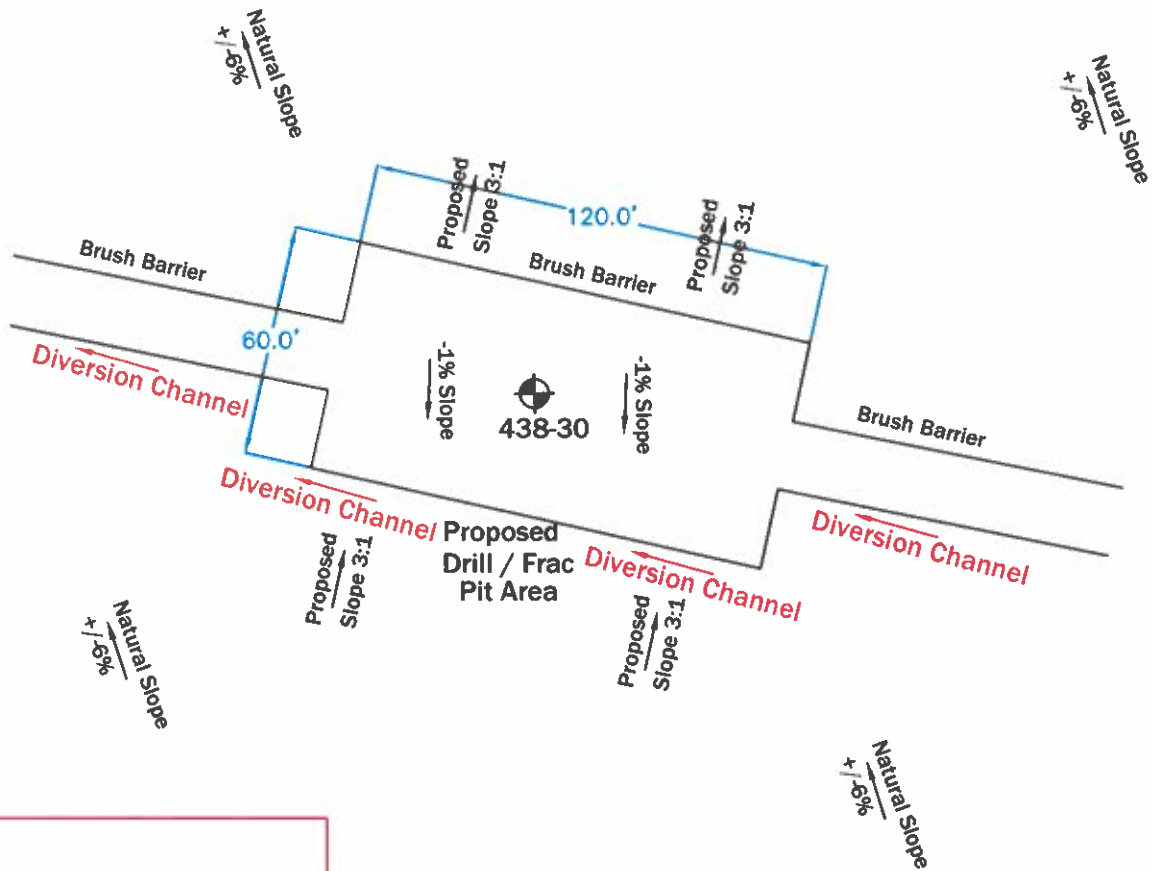 Natural Slope
+/-6%
Natural Slope
+/-6%
Proposed
Slope 3:1
120.0'
Proposed
Slope 3:1
Brush Barrier
Brush Barrier
60.0'
Diversion Channel
-1% Slope
438-30
-1% Slope
Brush Barrier
Diversion Channel
Proposed
Drill / Frac
Pit Area
Diversion Channel
Diversion Channel
Proposed
Slope 3:1
Proposed
Slope 3:1
Natural Slope
+/-6%
Natural Slope
+/-6%